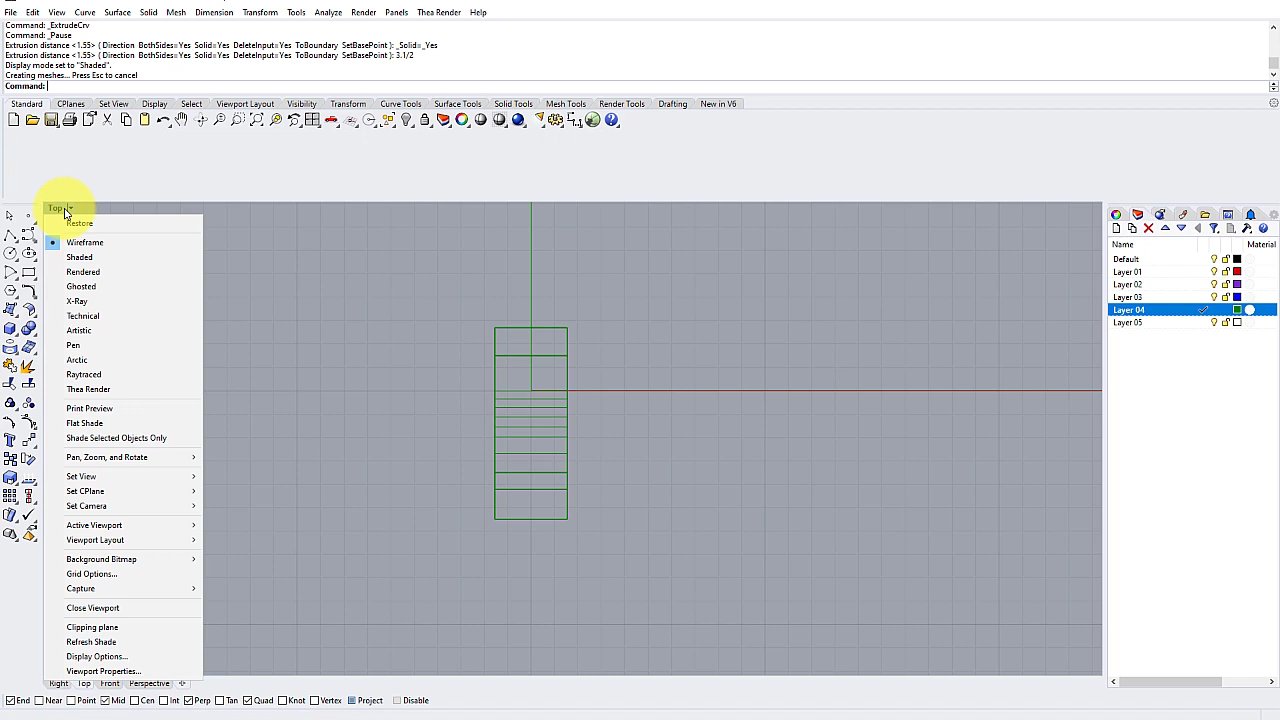 File Edit View Curve Surface Solid Mesh Dimension Transform Tools Analyze Render Panels Thea Render Help
Command: _ExtrudeCrv
Command: _Pause
Extrusion distance <1.55> ( Direction BothSides=Yes Solid=Yes DeleteInput=Yes ToBoundary SetBasePoint ): _Solid=_Yes
Extrusion distance <1.55> ( Direction BothSides=Yes Solid=Yes DeleteInput=Yes ToBoundary SetBasePoint ): 3.1/2
Display mode set to "Shaded".
Creating meshes... Press Esc to cancel
Command:
Standard CPlanes Set View Display Select Viewport Layout Visibility Transform Curve Tools Surface Tools Solid Tools Mesh Tools Render Tools Drafting New in V6
Top
Restore
Wireframe
Shaded
Rendered
Ghosted
X-Ray
Technical
Artistic
Pen
Arctic
Raytraced
Thea Render
Print Preview
Flat Shade
Shade Selected Objects Only
Pan, Zoom, and Rotate
Set View
Set CPlane
Set Camera
Active Viewport
Viewport Layout
Background Bitmap
Grid Options...
Capture
Close Viewport
Clipping plane
Refresh Shade
Display Options...
Viewport Properties...
Name Material
Default
Layer 01
Layer 02
Layer 03
Layer 04
Layer 05
Right Top Front Perspective
End Near Point Mid Cen Int Perp Tan Quad Knot Vertex Project Disable